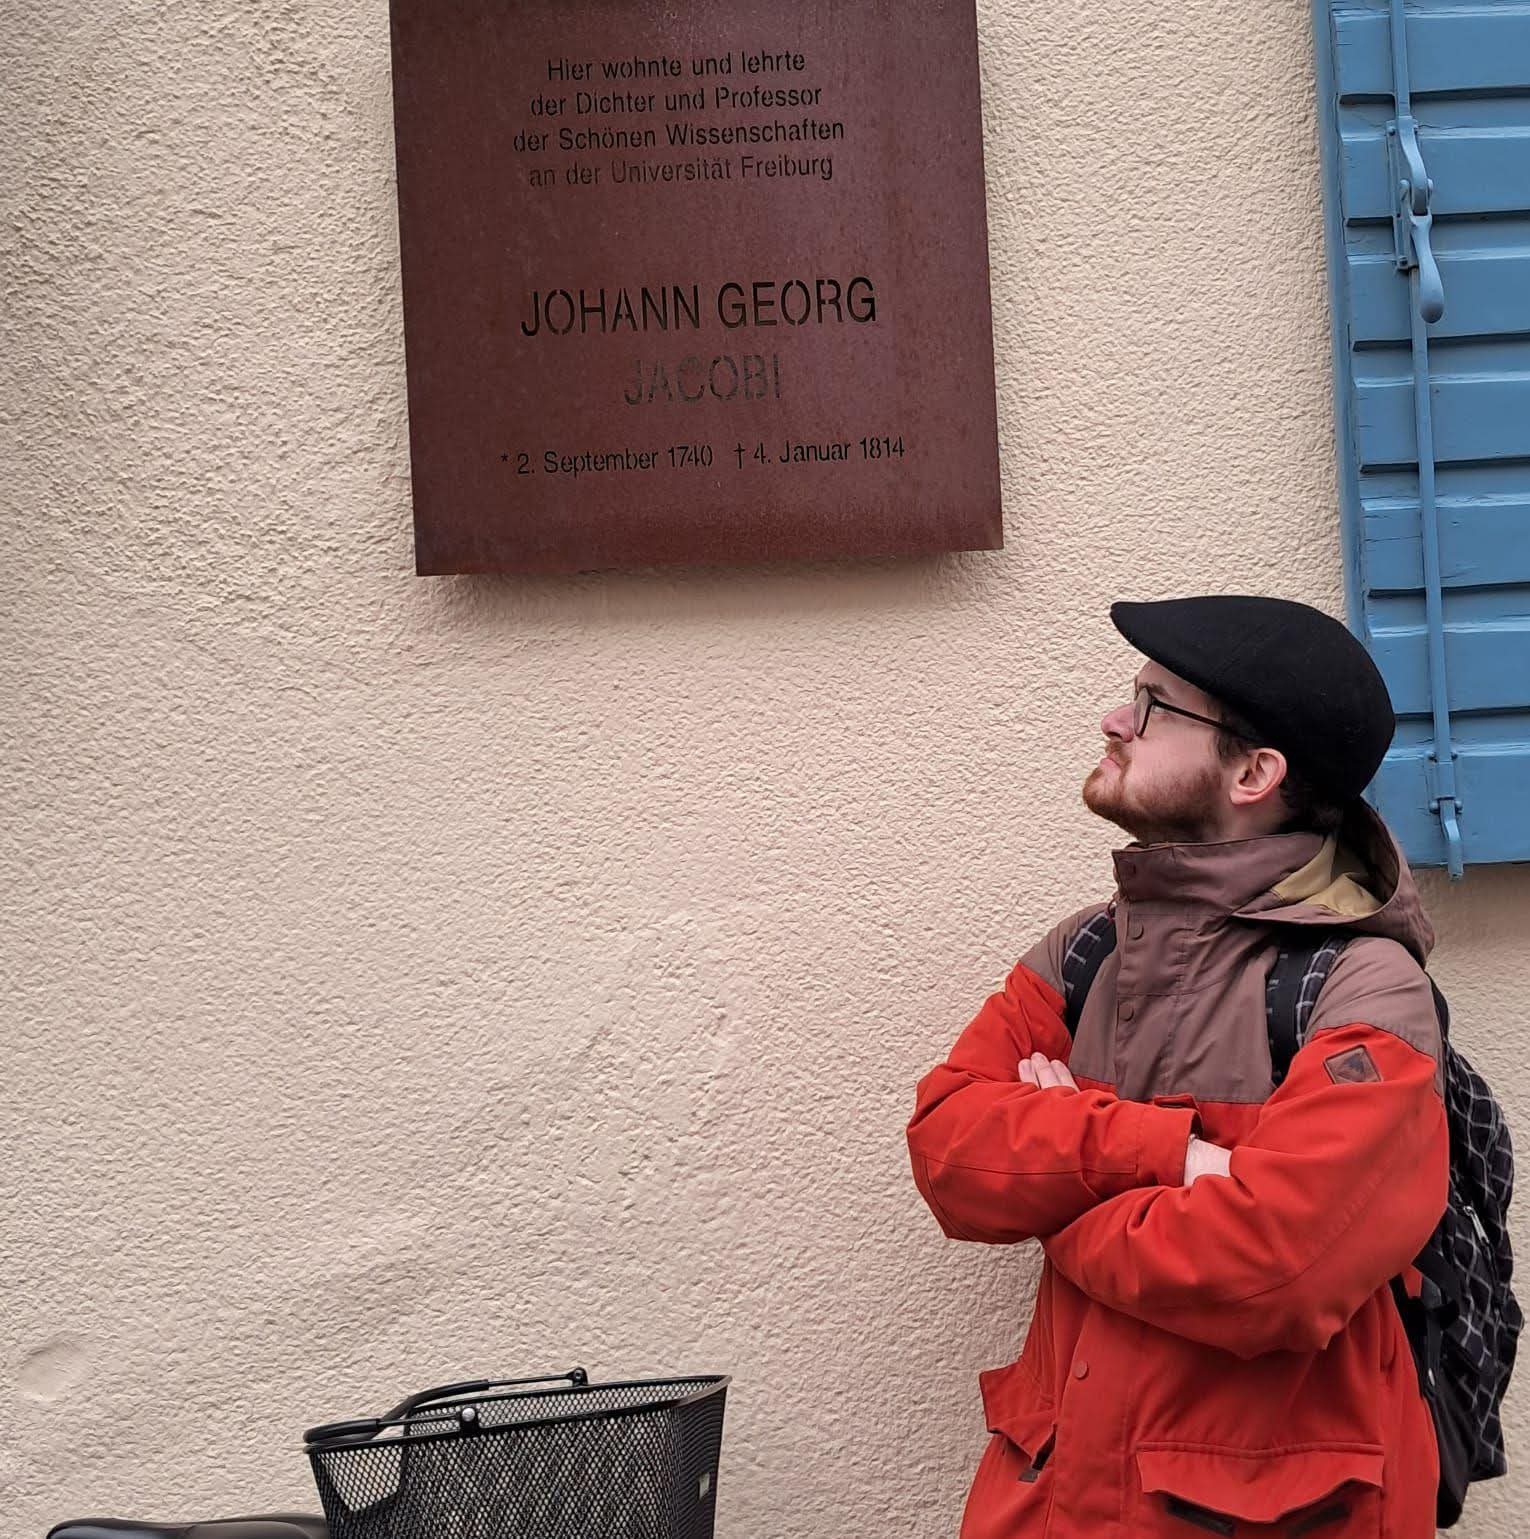 Hier wohnte und lehrte
der Dichter und Professor
der Schönen Wissenschaften
an der Universität Freiburg
JOHANN GEORG
JACOBI
* 2. September 1740 † 4. Januar 1814